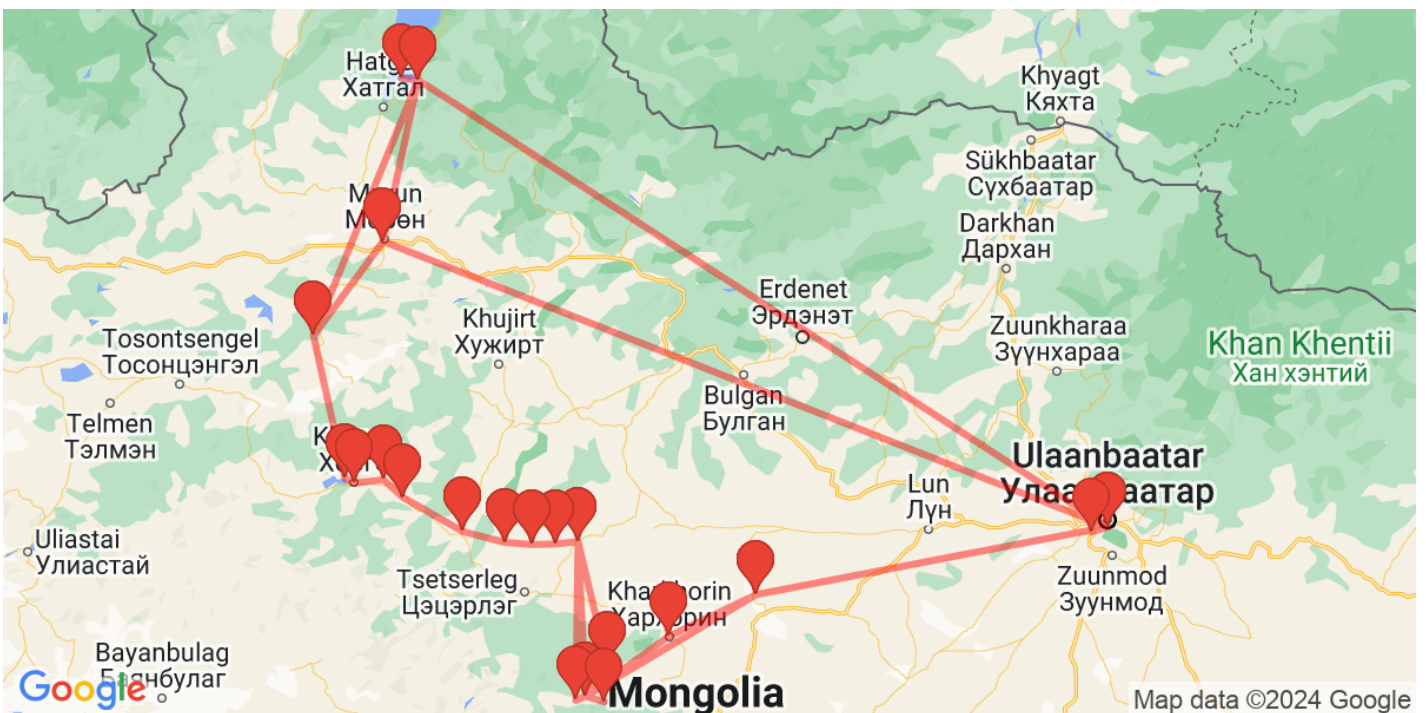 Хатгал
Khyagt
Кяхта
Sükhbaatar
Сүхбаатар
Darkhan
Дархан
Erdenet
Эрдэнэт
Zuunkharaa
Зүүнхараа
Khan Khentii
Хан хэнтий
Khujirt
Хужирт
Tosontsengel
Тосонцэнгэл
Telmen
Тэлмэн
Bulgan
Булган
Ulaanbaatar
Lun
Лүн
Uliastai
Улиастай
Tsetserleg
Цэцэрлэг
Zuunmod
Зуунмод
Bayanbulag
Mongolia
Google
Map data ©2024 Google